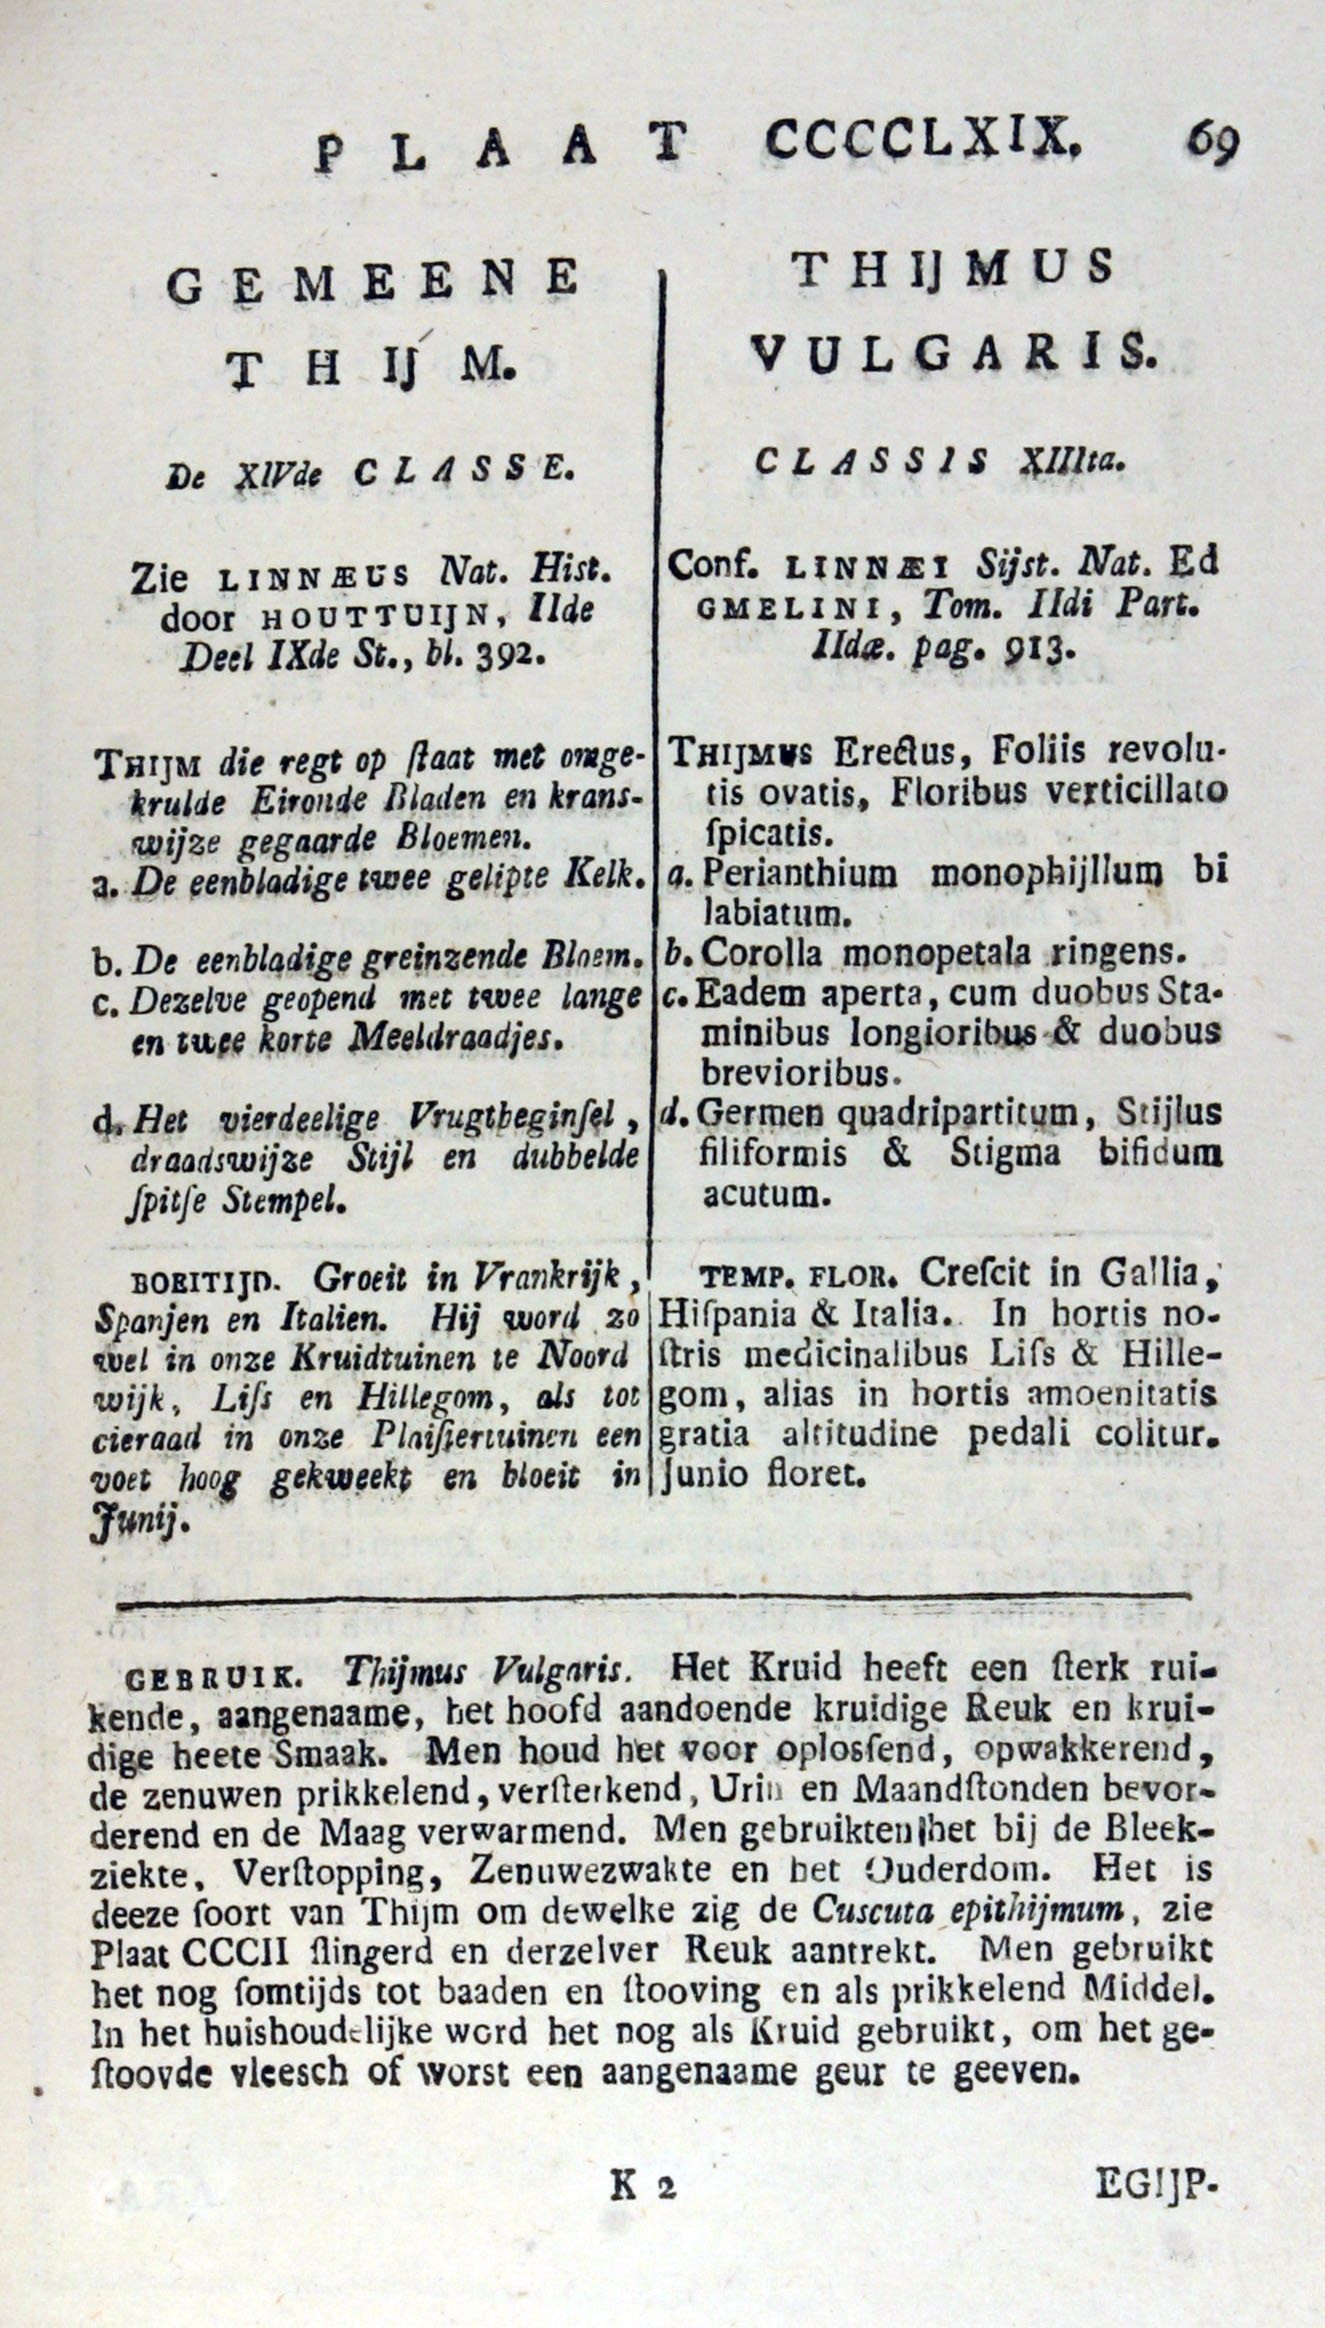 PLAAT CCCCCLXIX. 69
GEMEENE
THIJM.
De XIVde CLASSE.
Zie LINNÆUS Nat. Hist.
door HOUTTUIJN, IIde
Deel IXde St., bl. 392.
THIJM die regt op ſtaat met omge-
krulde Eironde Bladen en krans-
wijze gegaarde Bloemen.
a. De eenbladige twee gelipte Kelk.
b. De eenbladige greinzende Bloem.
c. Dezelve geopend met twee lange
en twee korte Meeldraadjes.
d. Het vierdeelige Vrugtbeginſel,
draadswijze Stijl en dubbelde
ſpitſe Stempel.
BOEITIJD. Groeit in Vrankrijk,
Spanjen en Italien. Hij word zo
wel in onze Kruidtuinen te Noord
wijk, Liſs en Hillegom, als tot
cieraad in onze Plaiſiertuinen een
voet hoog gekweekt en bloeit in
Junij.
THIJMUS
VULGARIS.
CLASSIS XIIIta.
Conf. LINNÆI Sijst. Nat. Ed
GMELINI, Tom. IIdi Part.
IIdæ. pag. 913.
THIJMUS Erectus, Foliis revolu-
tis ovatis, Floribus verticillato
ſpicatis.
a. Perianthium monophijllum bi
labiatum.
b. Corolla monopetala ringens.
c. Eadem aperta, cum duobus Sta-
minibus longioribus & duobus
brevioribus.
d. Germen quadripartitum, Stijlus
filiformis & Stigma bifidum
acutum.
TEMP. FLOR. Creſcit in Gallia,
Hiſpania & Italia. In hortis no-
ſtris medicinalibus Liſs & Hille-
gom, alias in hortis amoenitatis
gratia altitudine pedali colitur.
Junio floret.
GEBRUIK. Thijmus Vulgaris. Het Kruid heeft een ſterk rui-
kende, aangenaame, het hoofd aandoende kruidige Reuk en krui-
dige heete Smaak. Men houd het voor oplosſend, opwakkerend,
de zenuwen prikkelend, verſterkend, Urin en Maandſtonden bevor-
derend en de Maag verwarmend. Men gebruikten het bij de Bleek-
ziekte, Verſtopping, Zenuwezwakte en het Ouderdom. Het is
deeze ſoort van Thijm om dewelke zig de Cuscuta epithijmum, zie
Plaat CCCII ſlingerd en derzelver Reuk aantrekt. Men gebruikt
het nog ſomtijds tot baaden en ſtooving en als prikkelend Middel.
In het huishoudelijke word het nog als Kruid gebruikt, om het ge-
ſtoovde vleesch of worst een aangenaame geur te geeven.
K 2 EGIJP-